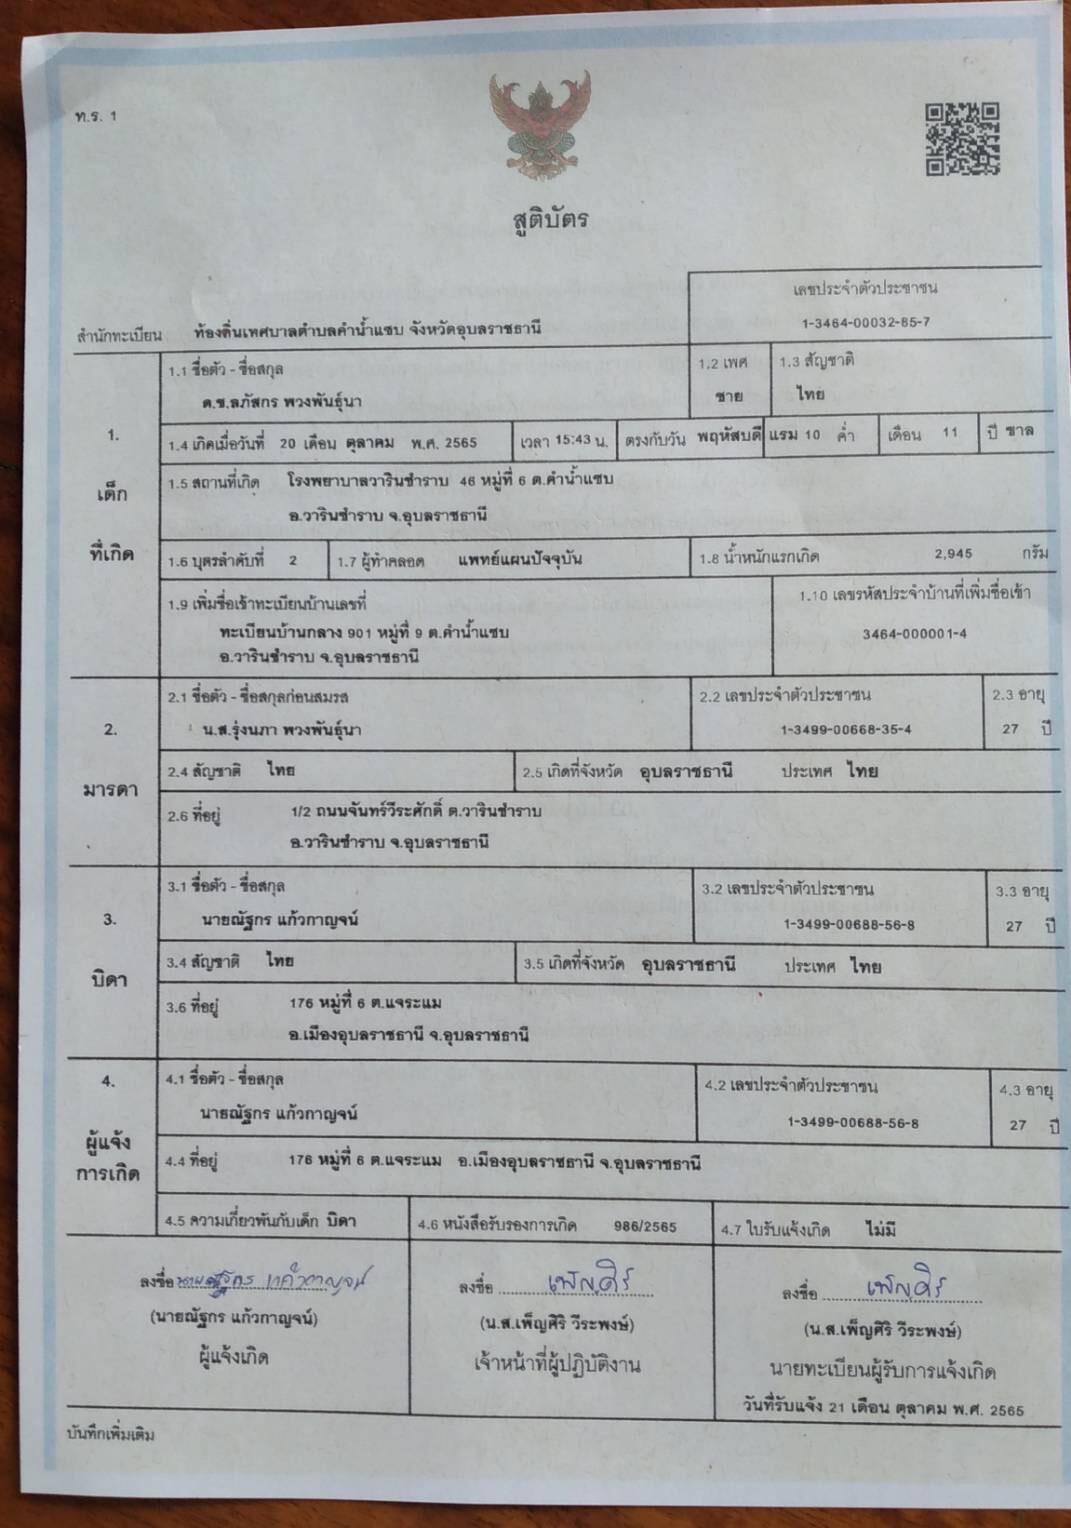 ท.ร. 1
สูติบัตร
เลขประจำตัวประชาชน
สำนักทะเบียน ท้องถิ่นเทศบาลตำบลคำน้ำแซบ จังหวัดอุบลราชธานี
1-3464-00032-85-7
1.1 ชื่อตัว - ชื่อสกุล 1.2 เพศ 1.3 สัญชาติ
ด.ช.ลภัสกร พวงพันธุ์นา ชาย ไทย
1.
1.4 เกิดเมื่อวันที่ 20 เดือน ตุลาคม พ.ศ. 2565 เวลา 15:43 น. ตรงกับวัน พฤหัสบดี แรม 10 ค่ำ เดือน 11 ปี ขาล
เด็ก
1.5 สถานที่เกิด โรงพยาบาลวารินชำราบ 46 หมู่ที่ 6 ต.คำน้ำแซบ
อ.วารินชำราบ จ.อุบลราชธานี
ที่เกิด
1.6 บุตรลำดับที่ 2 1.7 ผู้ทำคลอด แพทย์แผนปัจจุบัน 1.8 น้ำหนักแรกเกิด 2,945 กรัม
1.9 เพิ่มชื่อเข้าทะเบียนบ้านเลขที่ 1.10 เลขรหัสประจำบ้านที่เพิ่มชื่อเข้า
ทะเบียนบ้านกลาง 901 หมู่ที่ 9 ต.คำน้ำแซบ 3464-000001-4
อ.วารินชำราบ จ.อุบลราชธานี
2.1 ชื่อตัว - ชื่อสกุลก่อนสมรส 2.2 เลขประจำตัวประชาชน 2.3 อายุ
2. น.ส.รุ่งนภา พวงพันธุ์นา 1-3499-00668-35-4 27 ปี
2.4 สัญชาติ ไทย 2.5 เกิดที่จังหวัด อุบลราชธานี ประเทศ ไทย
มารดา
2.6 ที่อยู่ 1/2 ถนนจันทร์วีระศักดิ์ ต.วารินชำราบ
อ.วารินชำราบ จ.อุบลราชธานี
3.1 ชื่อตัว - ชื่อสกุล 3.2 เลขประจำตัวประชาชน 3.3 อายุ
3. นายณัฐกร แก้วกาญจน์ 1-3499-00688-56-8 27 ปี
3.4 สัญชาติ ไทย 3.5 เกิดที่จังหวัด อุบลราชธานี ประเทศ ไทย
บิดา
3.6 ที่อยู่ 176 หมู่ที่ 6 ต.แจระแม
อ.เมืองอุบลราชธานี จ.อุบลราชธานี
4. 4.1 ชื่อตัว - ชื่อสกุล 4.2 เลขประจำตัวประชาชน 4.3 อายุ
นายณัฐกร แก้วกาญจน์ 1-3499-00688-56-8 27 ปี
ผู้แจ้ง
การเกิด
4.4 ที่อยู่ 176 หมู่ที่ 6 ต.แจระแม อ.เมืองอุบลราชธานี จ.อุบลราชธานี
4.5 ความเกี่ยวพันกับเด็ก บิดา 4.6 หนังสือรับรองการเกิด 986/2565 4.7 ใบรับแจ้งเกิด ไม่มี
ลงชื่อ นายณัฐกร แก้วกาญจน์ ลงชื่อ เพ็ญศิริ ลงชื่อ เพ็ญศิริ
(นายณัฐกร แก้วกาญจน์) (น.ส.เพ็ญศิริ วีระพงษ์) (น.ส.เพ็ญศิริ วีระพงษ์)
ผู้แจ้งเกิด เจ้าหน้าที่ผู้ปฏิบัติงาน นายทะเบียนผู้รับการแจ้งเกิด
วันที่รับแจ้ง 21 เดือน ตุลาคม พ.ศ. 2565
บันทึกเพิ่มเติม